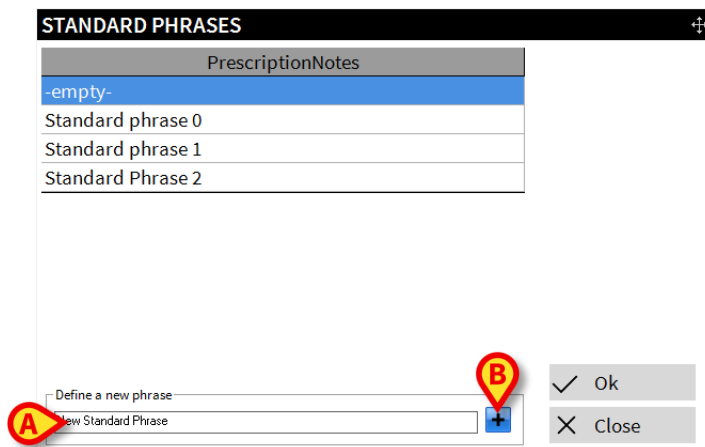 STANDARD PHRASES
PrescriptionNotes
-empty-
Standard phrase 0
Standard phrase 1
Standard Phrase 2
B
Ok
Define a new phrase
A
New Standard Phrase
+
Close